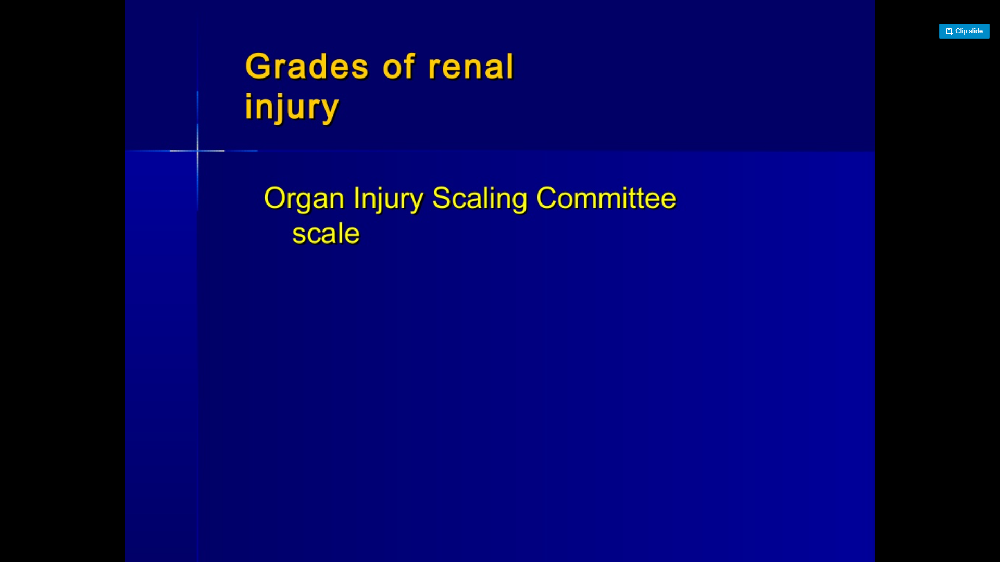 Clip slide
Grades of renal
injury
Organ Injury Scaling Committee
scale